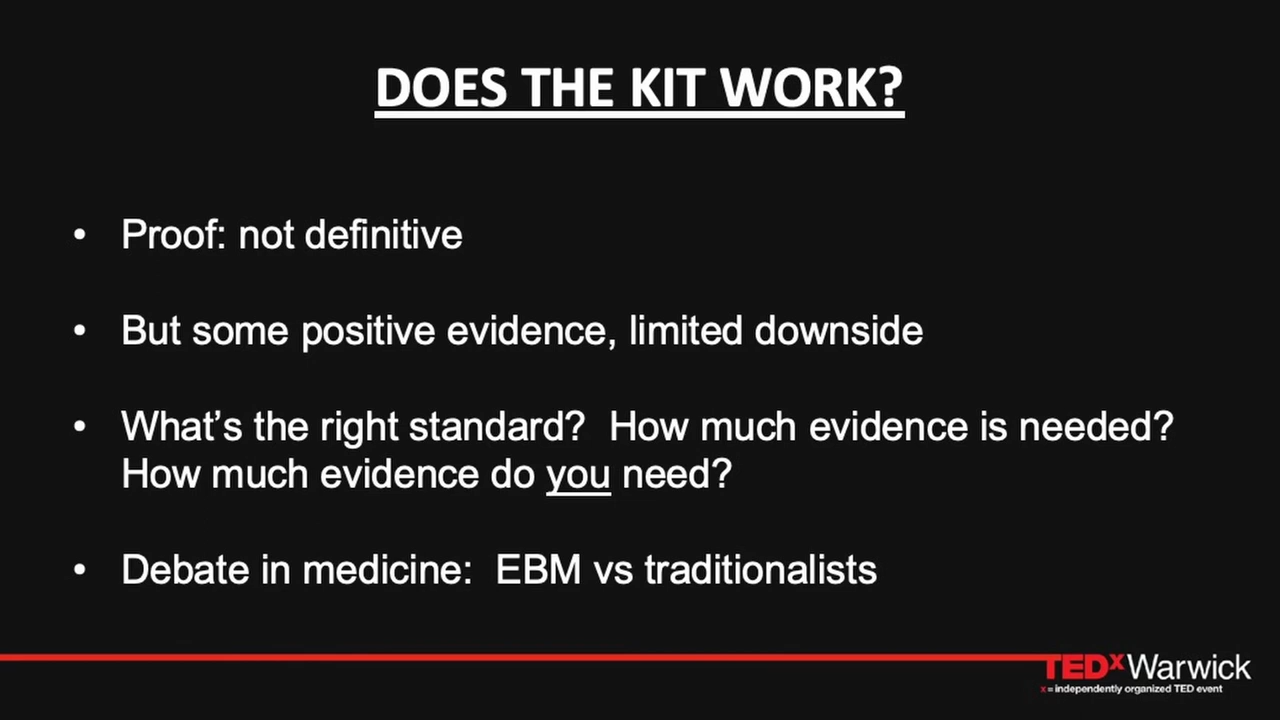 DOES THE KIT WORK?
• Proof: not definitive
• But some positive evidence, limited downside
• What’s the right standard?  How much evidence is needed?
How much evidence do you need?
• Debate in medicine:  EBM vs traditionalists
TEDxWarwick
x = independently organized TED event